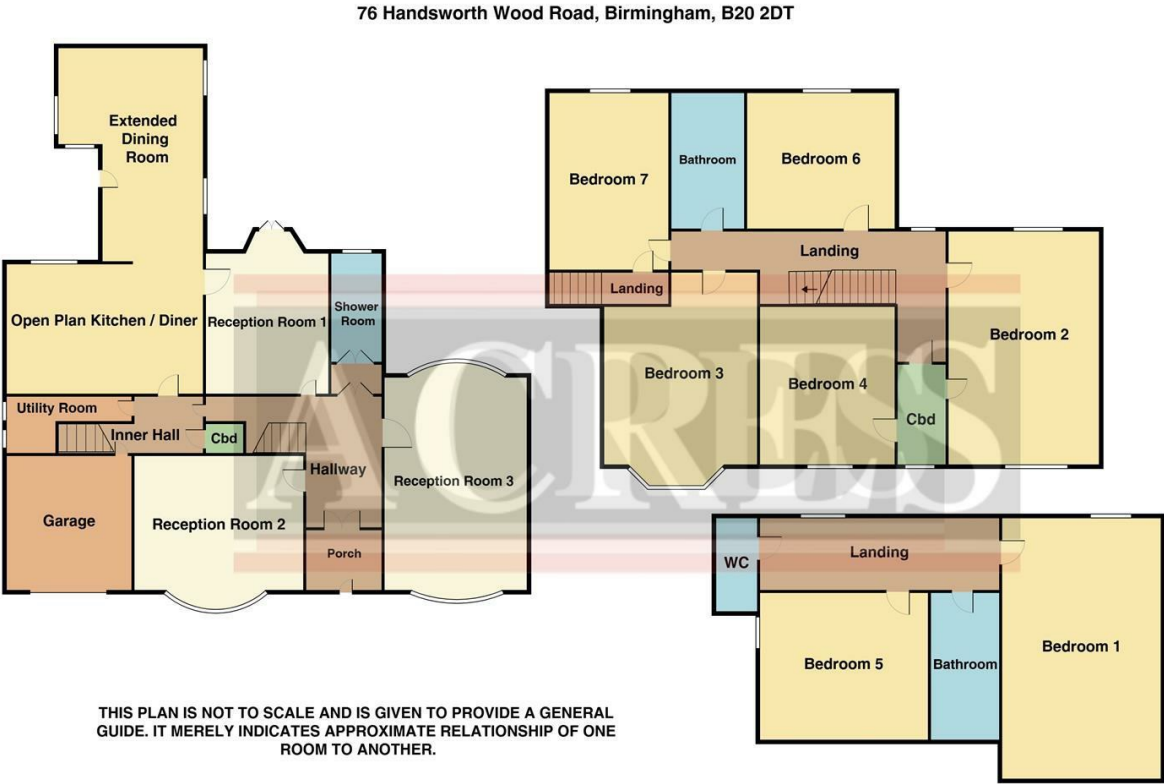 76 Handsworth Wood Road, Birmingham, B20 2DT
Extended
Dining
Room
Open Plan Kitchen / Diner
Reception Room 1
Shower
Room
Utility Room
Inner Hall
Cbd
Hallway
Reception Room 3
Garage
Reception Room 2
Porch
Bedroom 7
Bathroom
Bedroom 6
Landing
Landing
Bedroom 3
Bedroom 4
Cbd
Bedroom 2
ACRES
WC
Landing
Bedroom 5
Bathroom
Bedroom 1
THIS PLAN IS NOT TO SCALE AND IS GIVEN TO PROVIDE A GENERAL
GUIDE. IT MERELY INDICATES APPROXIMATE RELATIONSHIP OF ONE
ROOM TO ANOTHER.